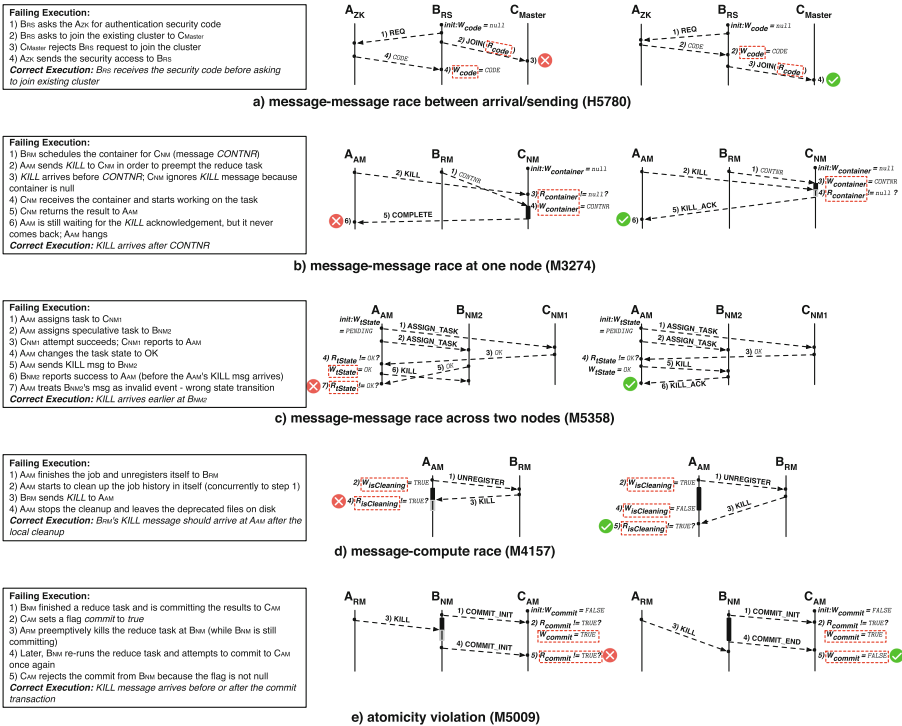 Failing Execution:
1) BRS asks the AZK for authentication security code
2) BRS asks to join the existing cluster to CMaster
3) CMaster rejects BRS request to join the cluster
4) AZK sends the security access to BRS
Correct Execution: BRS receives the security code before asking
to join existing cluster
AZK BRS CMaster
init:Wcode = null
1) REQ
2) JOIN(Rcode)
4) CODE
4) Wcode = CODE
3)
AZK BRS CMaster
init:Wcode = null
1) REQ
2) CODE
2) Wcode = CODE
3) JOIN(Rcode)
4)
a) message-message race between arrival/sending (H5780)
Failing Execution:
1) BRM schedules the container for CNM (message CONTNR)
2) AAM sends KILL to CNM in order to preempt the reduce task
3) KILL arrives before CONTNR; CNM ignores KILL message because
container is null
4) CNM receives the container and starts working on the task
5) CNM returns the result to AAM
6) AAM is still waiting for the KILL acknowledgement, but it never
comes back; AAM hangs
Correct Execution: KILL arrives after CONTNR
AAM BRM CNM
init:Wcontainer = null
2) KILL
1) CONTNR
3) Rcontainer != null?
4) Wcontainer = CONTNR
5) COMPLETE
6)
AAM BRM CNM
init:Wcontainer = null
2) KILL
1) CONTNR
3) Wcontainer = CONTNR
4) Rcontainer != null ?
5) KILL_ACK
6)
b) message-message race at one node (M3274)
Failing Execution:
1) AAM assigns task to CNM1
2) AAM assigns speculative task to BNM2
3) CNM1 attempt succeeds; CNM1 reports to AAM
4) AAM changes the task state to OK
5) AAM sends KILL msg to BNM2
6) BNM2 reports success to AAM (before the AAM's KILL msg arrives)
7) AAM treats BNM2's msg as invalid event - wrong state transition
Correct Execution: KILL arrives earlier at BNM2
AAM BNM2 CNM1
init:WtState
= PENDING
1) ASSIGN_TASK
2) ASSIGN_TASK
3) OK
4) RtState != OK?
WtState = OK
5) OK
6) KILL
7) RtState != OK?
AAM BNM2 CNM1
init:WtState
= PENDING
1) ASSIGN_TASK
2) ASSIGN_TASK
3) OK
4) RtState != OK?
WtState = OK
5) KILL
6) KILL_ACK
c) message-message race across two nodes (M5358)
Failing Execution:
1) AAM finishes the job and unregisters itself to BRM
2) AAM starts to clean up the job history in itself (concurrently to step 1)
3) BRM sends KILL to AAM
4) AAM stops the cleanup and leaves the deprecated files on disk
Correct Execution: BRM's KILL message should arrive at AAM after the
local cleanup
AAM BRM
2) WisCleaning = TRUE
1) UNREGISTER
3) KILL
4) RisCleaning != TRUE?
AAM BRM
2) WisCleaning = TRUE
1) UNREGISTER
3) KILL
4) WisCleaning = FALSE
5) RisCleaning != TRUE?
d) message-compute race (M4157)
Failing Execution:
1) BNM finished a reduce task and is committing the results to CAM
2) CAM sets a flag commit to true
3) ARM preemptively kills the reduce task at BNM (while BNM is still
committing)
4) Later, BNM re-runs the reduce task and attempts to commit to CAM
once again
5) CAM rejects the commit from BNM because the flag is not null
Correct Execution: KILL message arrives before or after the commit
transaction
ARM BNM CAM
init:Wcommit = FALSE
1) COMMIT_INIT
2) Rcommit != TRUE?
Wcommit = TRUE
3) KILL
4) COMMIT_INIT
5) Rcommit != TRUE?
ARM BNM CAM
init:Wcommit = FALSE
1) COMMIT_INIT
2) Rcommit != TRUE?
Wcommit = TRUE
3) KILL
4) COMMIT_END
5) Wcommit = FALSE
e) atomicity violation (M5009)